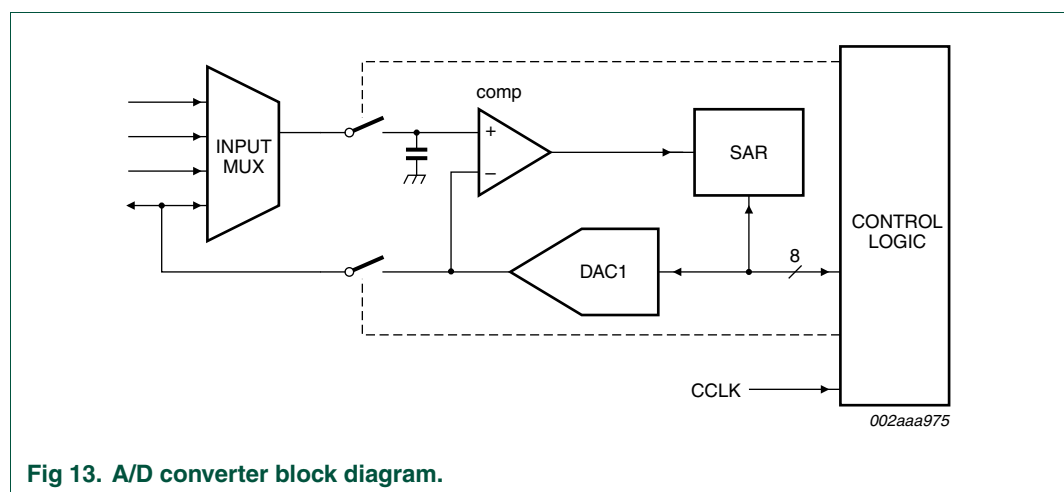 comp
INPUT
MUX
+
−
SAR
CONTROL
LOGIC
DAC1
8
CCLK
002aaa975
Fig 13. A/D converter block diagram.